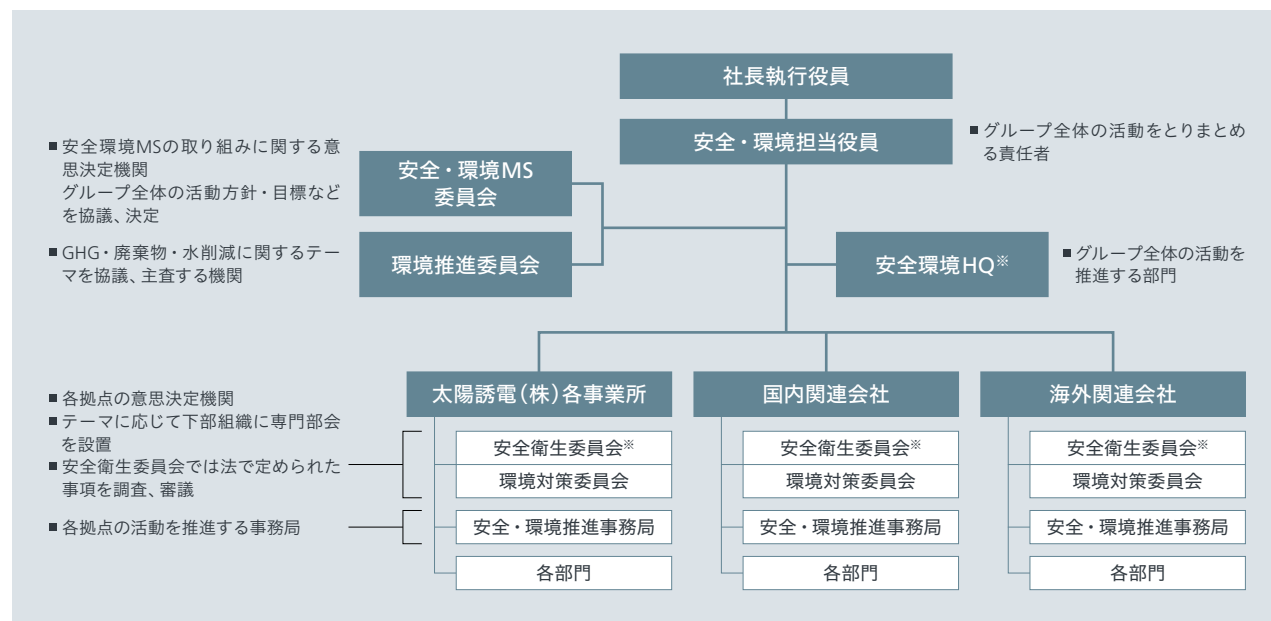 社長執行役員
安全・環境担当役員
■ グループ全体の活動をとりまとめ
る責任者
■ 安全環境MSの取り組みに関する意
思決定機関
グループ全体の活動方針・目標など
を協議、決定
安全・環境MS
委員会
■ GHG・廃棄物・水削減に関するテー
マを協議、主査する機関
環境推進委員会
安全環境HQ※
■ グループ全体の活動を
推進する部門
太陽誘電(株)各事業所
国内関連会社
海外関連会社
■ 各拠点の意思決定機関
■ テーマに応じて下部組織に専門部会
を設置
■ 安全衛生委員会では法で定められた
事項を調査、審議
■ 各拠点の活動を推進する事務局
安全衛生委員会※
環境対策委員会
安全・環境推進事務局
各部門
安全衛生委員会※
環境対策委員会
安全・環境推進事務局
各部門
安全衛生委員会※
環境対策委員会
安全・環境推進事務局
各部門